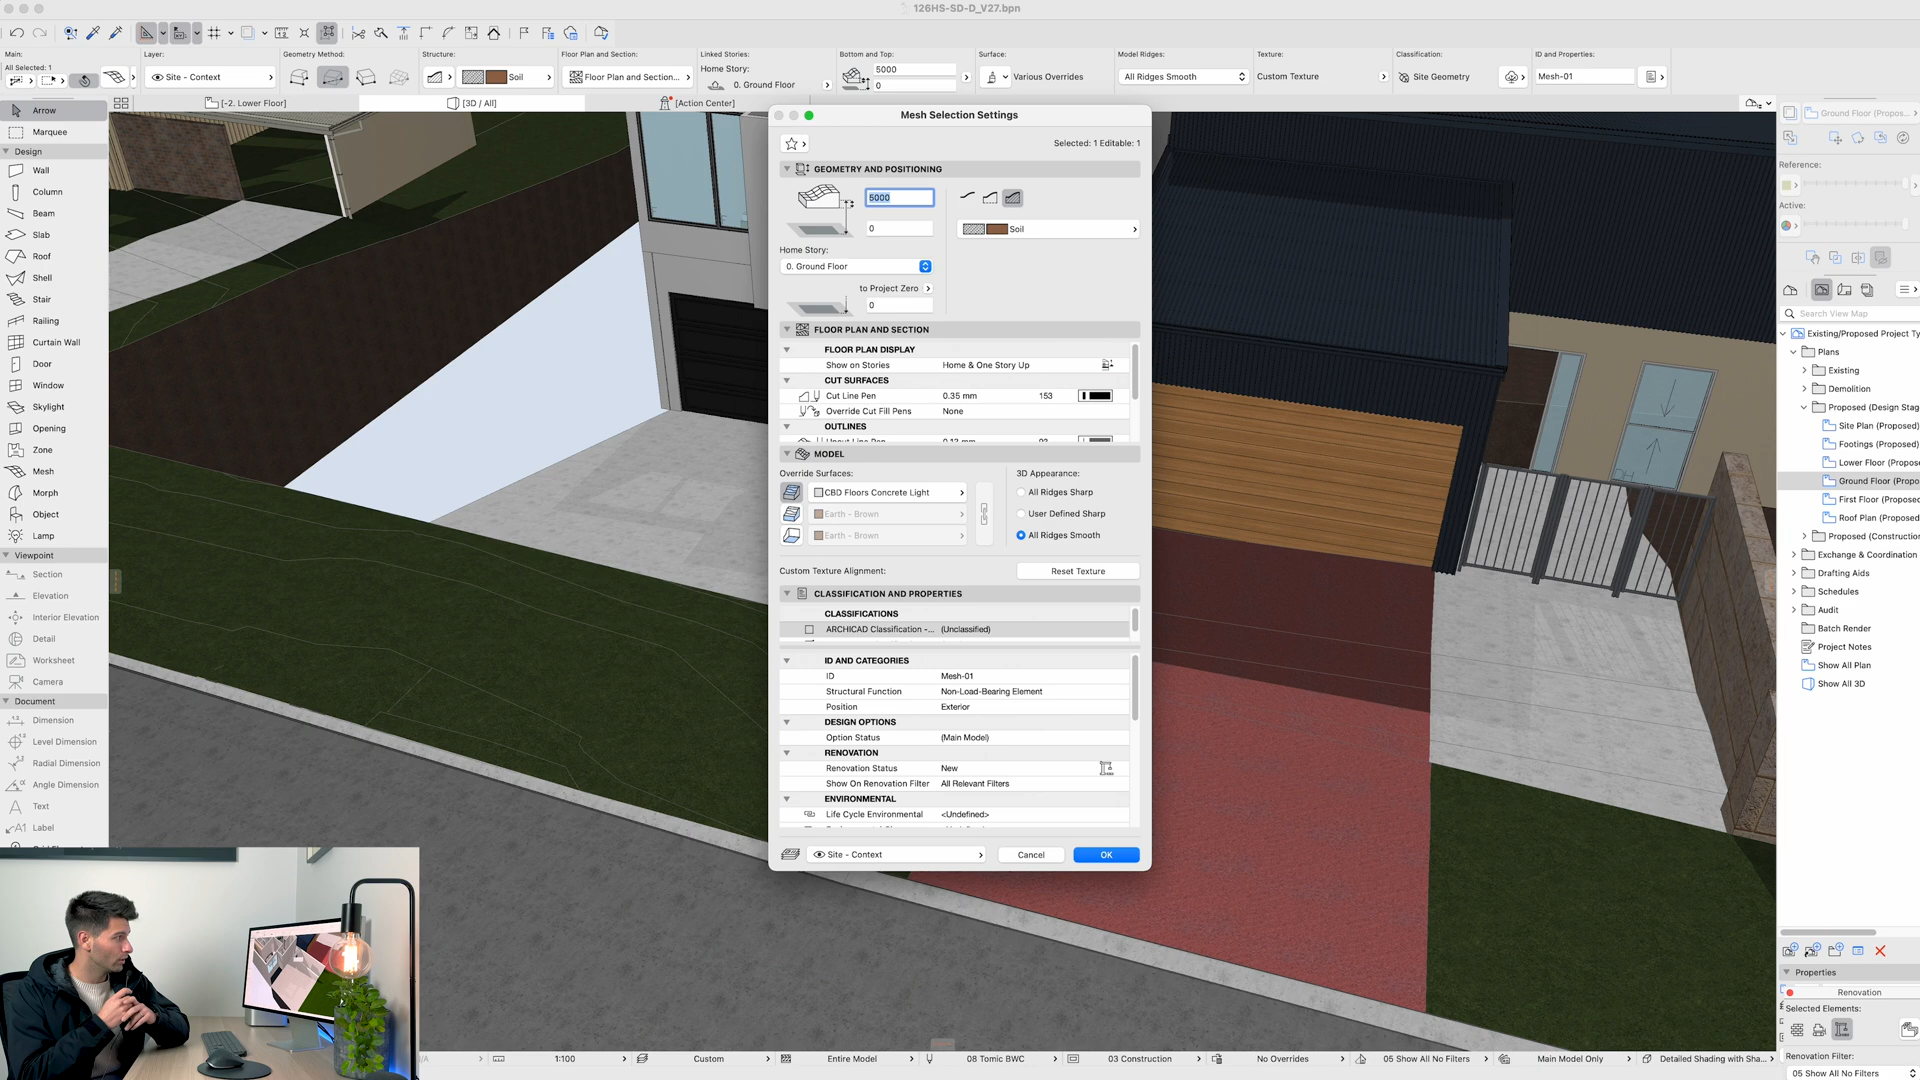 126HS-SD-D_V27.bpn
Main:
All Selected: 1
Layer:
Site - Context
Geometry Method:
Structure:
Soil
Floor Plan and Section:
Floor Plan and Section...
Linked Stories:
Home Story:
0. Ground Floor
Bottom and Top:
5000
0
Surface:
Various Overrides
Model Ridges:
All Ridges Smooth
Texture:
Custom Texture
Classification:
Site Geometry
ID and Properties:
Mesh-01
[-2. Lower Floor]
[3D / All]
[Action Center]
Arrow
Marquee
Design
Wall
Column
Beam
Slab
Roof
Shell
Stair
Railing
Curtain Wall
Door
Window
Skylight
Opening
Zone
Mesh
Morph
Object
Lamp
Viewpoint
Section
Elevation
Interior Elevation
Detail
Worksheet
Camera
Document
Dimension
Level Dimension
Radial Dimension
Angle Dimension
Text
Label
Mesh Selection Settings
Selected: 1 Editable: 1
GEOMETRY AND POSITIONING
5000
0
Soil
Home Story:
0. Ground Floor
to Project Zero
0
FLOOR PLAN AND SECTION
FLOOR PLAN DISPLAY
Show on Stories Home & One Story Up
CUT SURFACES
Cut Line Pen 0.35 mm 153
Override Cut Fill Pens None
OUTLINES
Uncut Line Pen 0.13 mm 93
MODEL
Override Surfaces:
CBD Floors Concrete Light
Earth - Brown
Earth - Brown
3D Appearance:
All Ridges Sharp
User Defined Sharp
All Ridges Smooth
Custom Texture Alignment:
Reset Texture
CLASSIFICATION AND PROPERTIES
CLASSIFICATIONS
ARCHICAD Classification -... (Unclassified)
ID AND CATEGORIES
ID Mesh-01
Structural Function Non-Load-Bearing Element
Position Exterior
DESIGN OPTIONS
Option Status (Main Model)
RENOVATION
Renovation Status New
Show On Renovation Filter All Relevant Filters
ENVIRONMENTAL
Life Cycle Environmental <Undefined>
Site - Context
Cancel
OK
Ground Floor (Propos...
Reference:
Active:
Search View Map
Existing/Proposed Project Ty
Plans
Existing
Demolition
Proposed (Design Stag
Site Plan (Proposed)
Footings (Proposed)
Lower Floor (Propos
Ground Floor (Propo
First Floor (Propose
Roof Plan (Proposed
Proposed (Constructio
Exchange & Coordination
Drafting Aids
Schedules
Audit
Batch Render
Project Notes
Show All Plan
Show All 3D
Properties
Renovation
Selected Elements:
Renovation Filter:
05 Show All No Filters
1:100
Custom
Entire Model
08 Tomic BWC
03 Construction
No Overrides
05 Show All No Filters
Main Model Only
Detailed Shading with Sha...